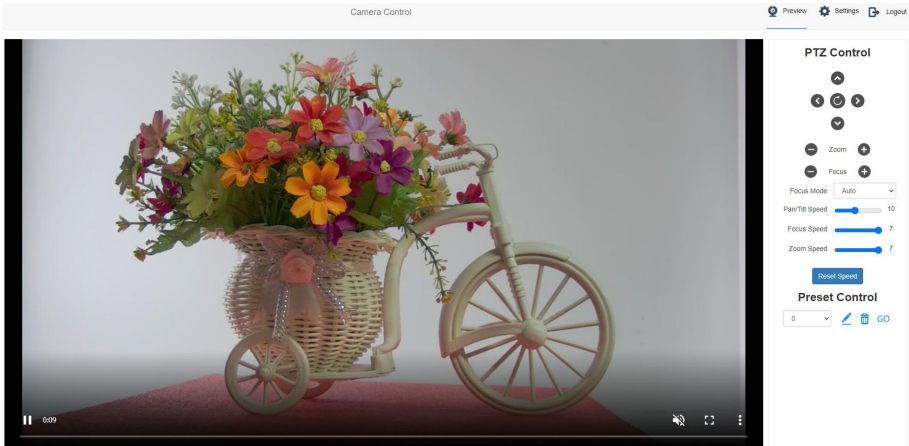 Camera Control
Preview
Settings
Logout
PTZ Control
Zoom
Focus
Focus Mode Auto
Pan/Tilt Speed 10
Focus Speed 7
Zoom Speed 7
Reset Speed
Preset Control
0 GO
0:09